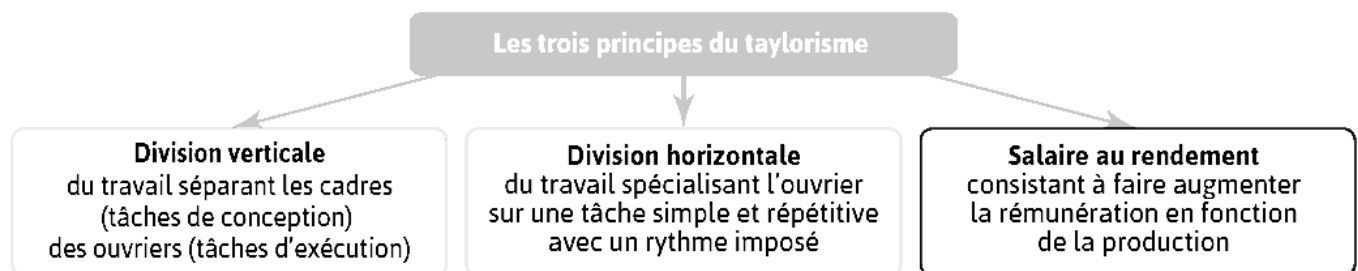 Les trois principes du taylorisme
Division verticale
du travail séparant les cadres
(tâches de conception)
des ouvriers (tâches d'exécution)
Division horizontale
du travail spécialisant l'ouvrier
sur une tâche simple et répétitive
avec un rythme imposé
Salaire au rendement
consistant à faire augmenter
la rémunération en fonction
de la production